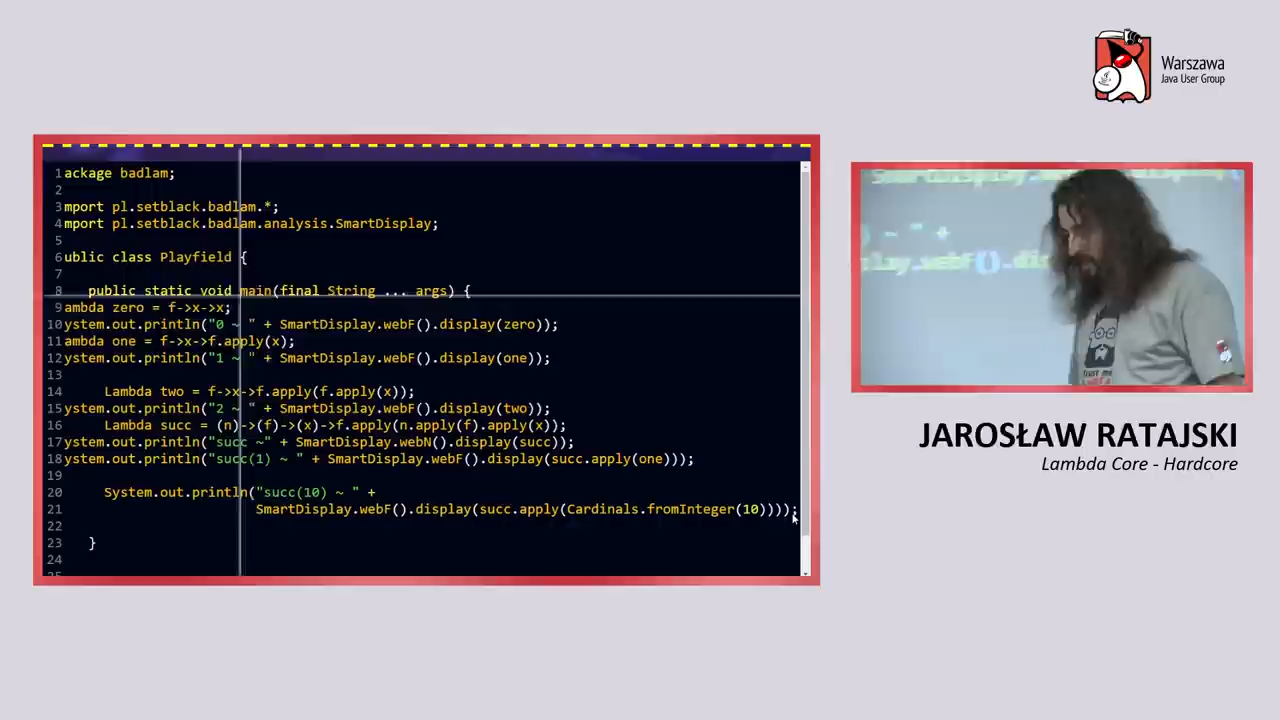 Warszawa
Java User Group
1 ackage badlam;
2
3 mport pl.setblack.badlam.*;
4 mport pl.setblack.badlam.analysis.SmartDisplay;
5
6 ublic class Playfield {
7
8 public static void main(final String ... args) {
9 ambda zero = f->x->x;
10 ystem.out.println("0 ~ " + SmartDisplay.webF().display(zero));
11 ambda one = f->x->f.apply(x);
12 ystem.out.println("1 ~ " + SmartDisplay.webF().display(one));
13
14 Lambda two = f->x->f.apply(f.apply(x));
15 ystem.out.println("2 ~ " + SmartDisplay.webF().display(two));
16 Lambda succ = (n)->(f)->(x)->f.apply(n.apply(f).apply(x));
17 ystem.out.println("succ ~" + SmartDisplay.webN().display(succ));
18 ystem.out.println("succ(1) ~ " + SmartDisplay.webF().display(succ.apply(one)));
19
20 System.out.println("succ(10) ~ " +
21 SmartDisplay.webF().display(succ.apply(Cardinals.fromInteger(10))));
22
23 }
24
JAROSŁAW RATAJSKI
Lambda Core - Hardcore